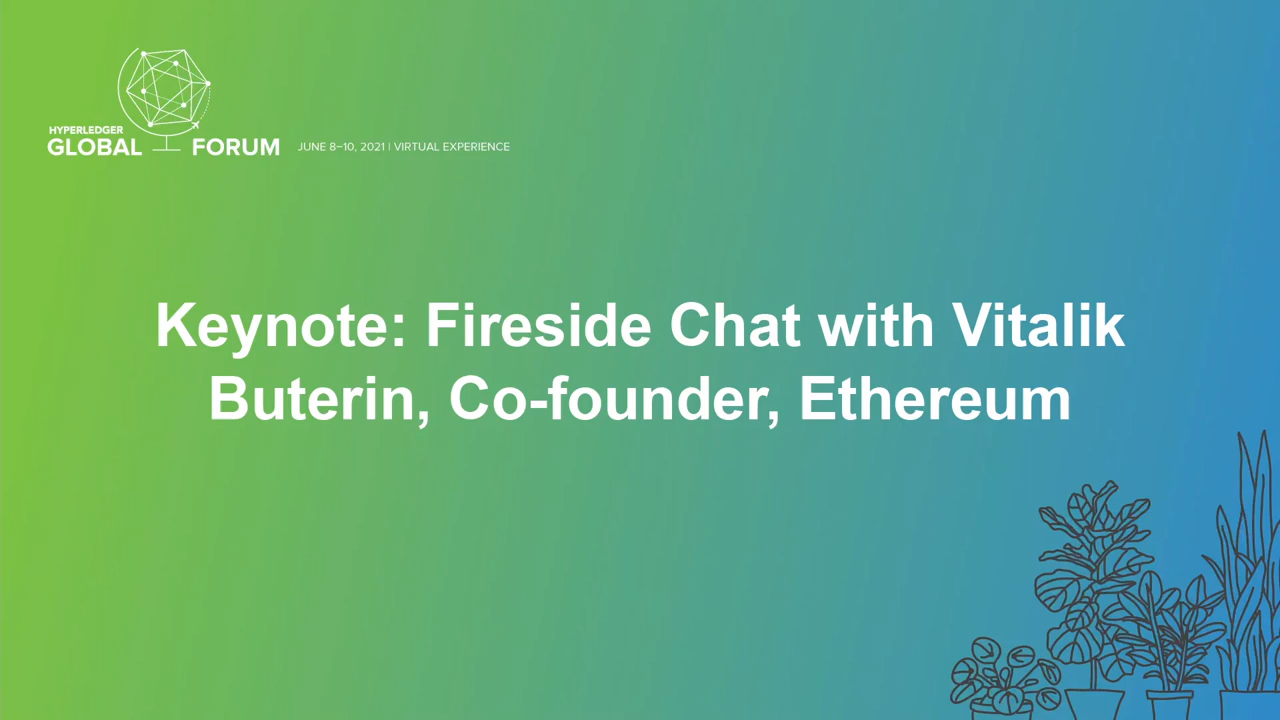 HYPERLEDGER
GLOBAL FORUM JUNE 8–10, 2021 | VIRTUAL EXPERIENCE
Keynote: Fireside Chat with Vitalik
Buterin, Co-founder, Ethereum